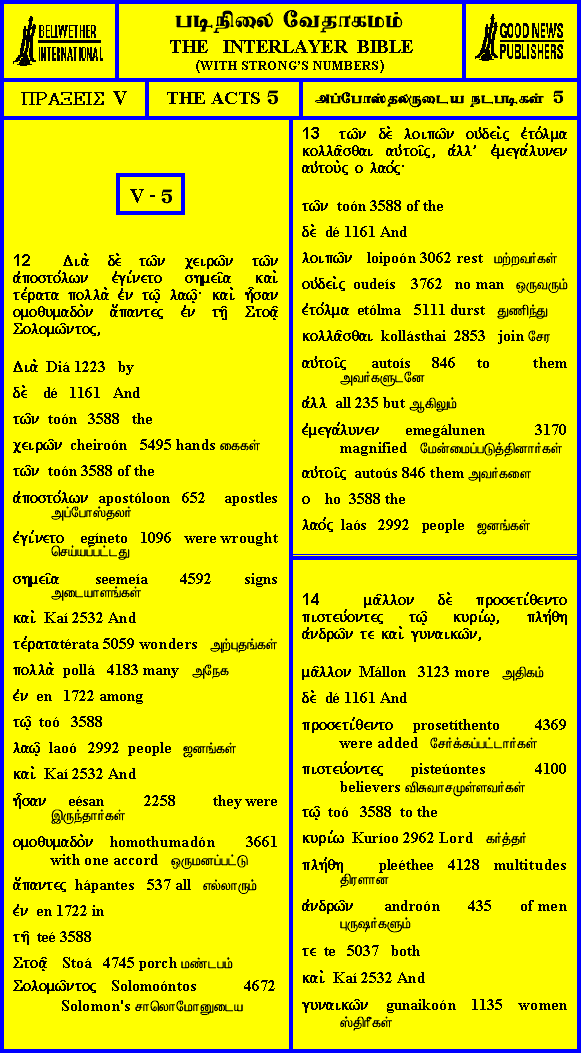 BELLWETHER
INTERNATIONAL
படிநிலை வேதாகமம்
THE INTERLAYER BIBLE
(WITH STRONG'S NUMBERS)
GOOD NEWS
PUBLISHERS
ΠΡΑΞΕΙΣ V
THE ACTS 5
அப்போஸ்தலருடைய நடபடிகள் 5
V - 5
12 Διὰ δὲ τῶν χειρῶν τῶν
ἀποστόλων ἐγίνετο σημεῖα καὶ
τέρατα πολλὰ ἐν τῷ λαῷ· καὶ ἦσαν
ομοθυμαδὸν ἅπαντες ἐν τῇ Στοᾷ
Σολομῶντος,
Διὰ Diá 1223 by
δὲ dé 1161 And
τῶν toón 3588 the
χειρῶν cheiroón 5495 hands கைகள்
τῶν toón 3588 of the
ἀποστόλων apostóloon 652 apostles
அப்போஸ்தலர்
ἐγίνετο egíneto 1096 were wrought
செய்யப்பட்டது
σημεῖα seemeía 4592 signs
அடையாளங்கள்
καὶ Kaí 2532 And
τέρατα térata 5059 wonders அற்புதங்கள்
πολλὰ pollá 4183 many அநேக
ἐν en 1722 among
τῷ toó 3588
λαῷ laoó 2992 people ஜனங்கள்
καὶ Kaí 2532 And
ἦσαν eésan 2258 they were
இருந்தார்கள்
ομοθυμαδὸν homothumadón 3661
with one accord ஒருமனப்பட்டு
ἅπαντες hápantes 537 all எல்லாரும்
ἐν en 1722 in
τῇ teé 3588
Στοᾷ Stoá 4745 porch மண்டபம்
Σολομῶντος Solomoóntos 4672
Solomon's சாலொமோனுடைய
13 τῶν δὲ λοιπῶν οὐδεὶς ἐτόλμα
κολλᾶσθαι αὐτοῖς, ἀλλ' ἐμεγάλυνεν
αὐτοὺς ο λαός·
τῶν toón 3588 of the
δὲ dé 1161 And
λοιπῶν loipoón 3062 rest மற்றவர்கள்
οὐδεὶς oudeís 3762 no man ஒருவரும்
ἐτόλμα etólma 5111 durst துணிந்து
κολλᾶσθαι kollásthai 2853 join சேர
αὐτοῖς autoís 846 to them
அவர்களுடனே
ἀλλ all 235 but ஆகிலும்
ἐμεγάλυνεν emegálunen 3170
magnified மேன்மைப்படுத்தினார்கள்
αὐτοῖς autoús 846 them அவர்களை
ο ho 3588 the
λαός laós 2992 people ஜனங்கள்
14 μᾶλλον δὲ προσετίθεντο
πιστεύοντες τῷ κυρίῳ, πλήθη
ἀνδρῶν τε καὶ γυναικῶν,
μᾶλλον Mállon 3123 more அதிகம்
δὲ dé 1161 And
προσετίθεντο prosetíthento 4369
were added சேர்க்கப்பட்டார்கள்
πιστεύοντες pisteúontes 4100
believers விசுவாசமுள்ளவர்கள்
τῷ toó 3588 to the
κυρίω Kuríoo 2962 Lord கர்த்தர்
πλήθη pleéthee 4128 multitudes
திரளான
ἀνδρῶν androón 435 of men
புருஷர்களும்
τε te 5037 both
καὶ Kaí 2532 And
γυναικῶν gunaikoón 1135 women
ஸ்திரீகள்